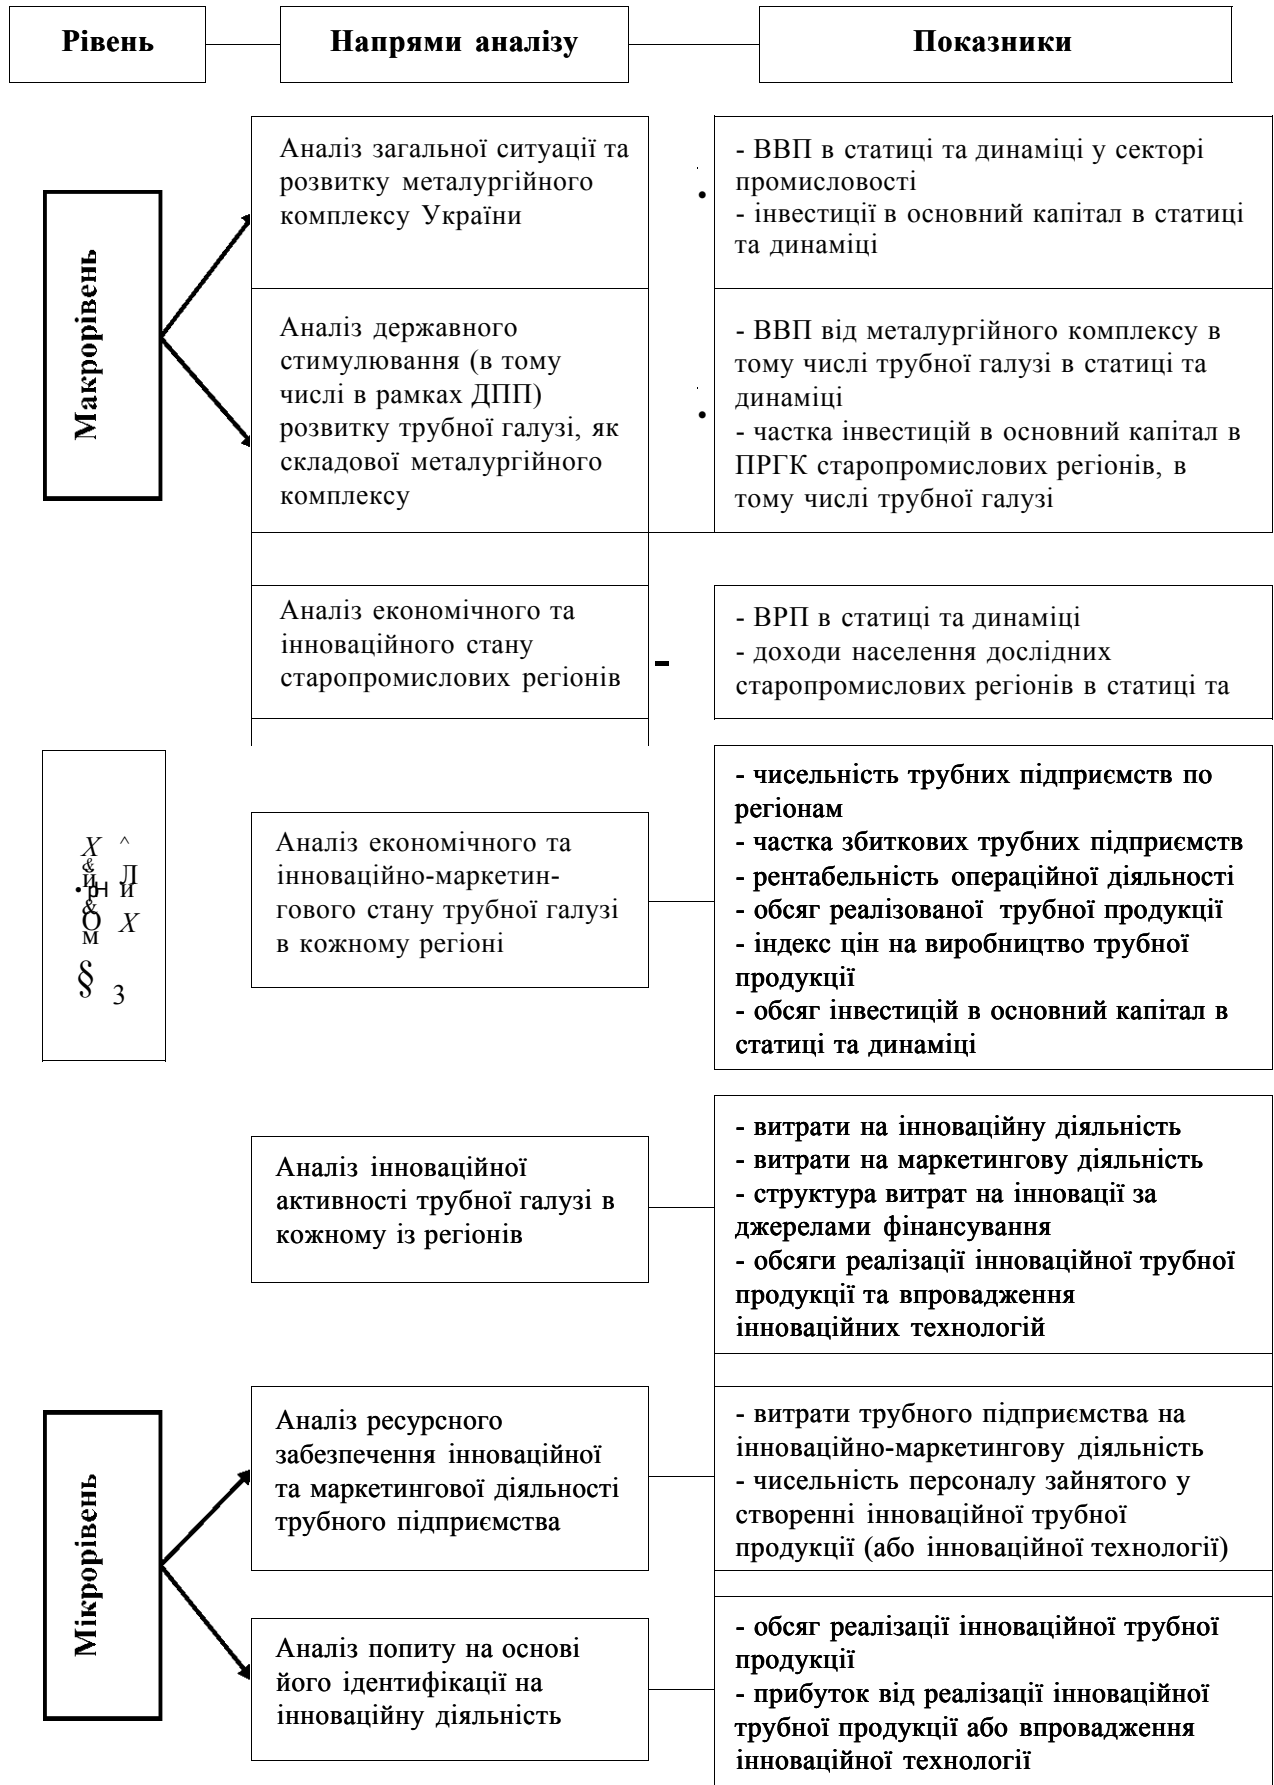 Рівень
Напрями аналізу
Показники
Макрорівень
Аналіз загальної ситуації та
розвитку металургійного
комплексу України
- ВВП в статиці та динаміці у секторі
промисловості
- інвестиції в основний капітал в статиці
та динаміці
Аналіз державного
стимулювання (в тому
числі в рамках ДПП)
розвитку трубної галузі, як
складової металургійного
комплексу
- ВВП від металургійного комплексу в
тому числі трубної галузі в статиці та
динаміці
- частка інвестицій в основний капітал в
ПРГК старопромислових регіонів, в
тому числі трубної галузі
Аналіз економічного та
інноваційного стану
старопромислових регіонів
- ВРП в статиці та динаміці
- доходи населення дослідних
старопромислових регіонів в статиці та
Аналіз економічного та
інноваційно-маркетин-
гового стану трубної галузі
в кожному регіоні
- чисельність трубних підприємств по
регіонам
- частка збиткових трубних підприємств
- рентабельність операційної діяльності
- обсяг реалізованої трубної продукції
- індекс цін на виробництво трубної
продукції
- обсяг інвестицій в основний капітал в
статиці та динаміці
Аналіз інноваційної
активності трубної галузі в
кожному із регіонів
- витрати на інноваційну діяльність
- витрати на маркетингову діяльність
- структура витрат на інновації за
джерелами фінансування
- обсяги реалізації інноваційної трубної
продукції та впровадження
інноваційних технологій
Мікрорівень
Аналіз ресурсного
забезпечення інноваційної
та маркетингової діяльності
трубного підприємства
- витрати трубного підприємства на
інноваційно-маркетингову діяльність
- чисельність персоналу зайнятого у
створенні інноваційної трубної
продукції (або інноваційної технології)
Аналіз попиту на основі
його ідентифікації на
інноваційну діяльність
- обсяг реалізації інноваційної трубної
продукції
- прибуток від реалізації інноваційної
трубної продукції або впровадження
інноваційної технології